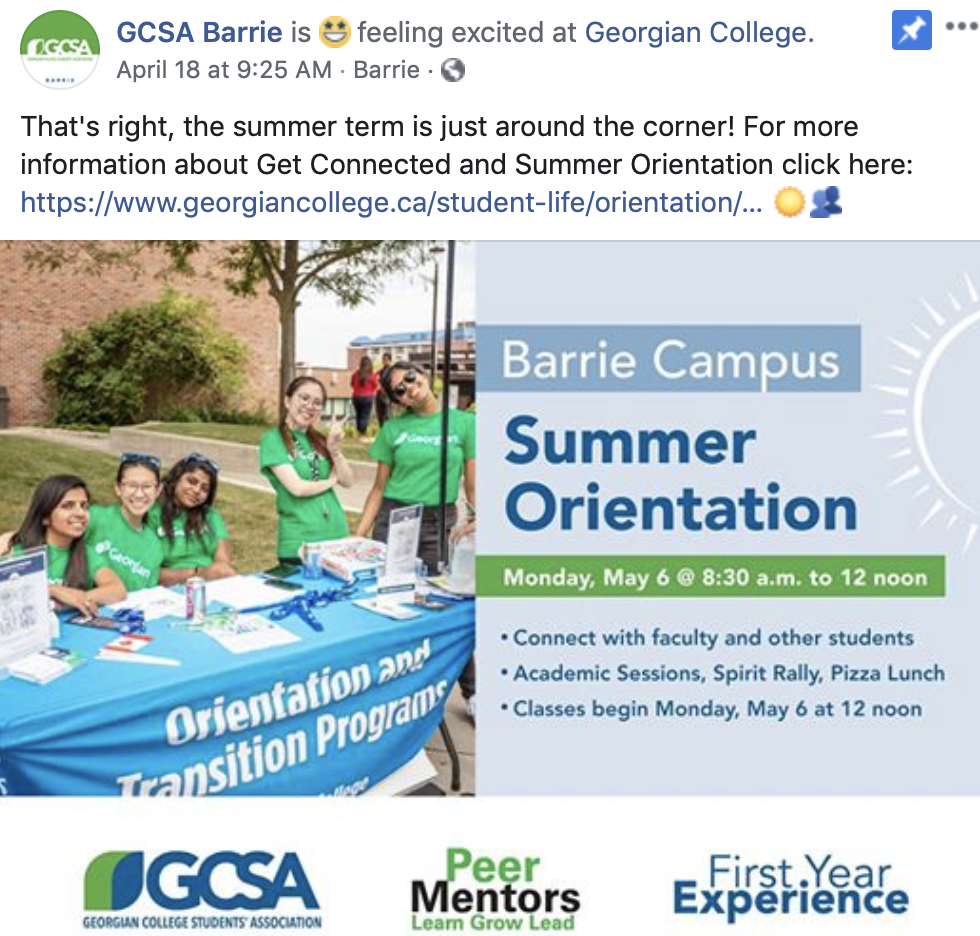 GCSA
BARRIE
GCSA Barrie is 🤩 feeling excited at Georgian College.
April 18 at 9:25 AM · Barrie ·
That's right, the summer term is just around the corner! For more
information about Get Connected and Summer Orientation click here:
https://www.georgiancollege.ca/student-life/orientation/... ☀️👥
Georgian
Georgian
Orientation and
Transition Programs
Barrie Campus
Summer
Orientation
Monday, May 6 @ 8:30 a.m. to 12 noon
• Connect with faculty and other students
• Academic Sessions, Spirit Rally, Pizza Lunch
• Classes begin Monday, May 6 at 12 noon
GCSA
GEORGIAN COLLEGE STUDENTS' ASSOCIATION
Peer
Mentors
Learn Grow Lead
First Year
Experience